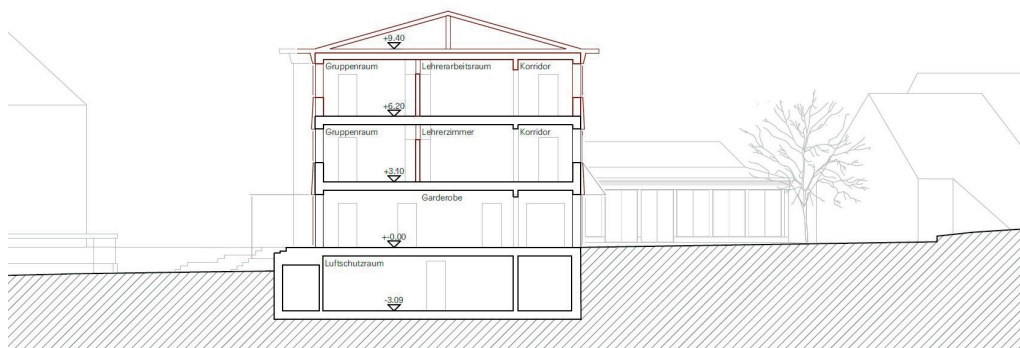 +9.40
Gruppenraum Lehrerarbeitsraum Korridor
+6.20
Gruppenraum Lehrerzimmer Korridor
+3.10
Garderobe
+-0.00
Luftschutzraum
-3.09